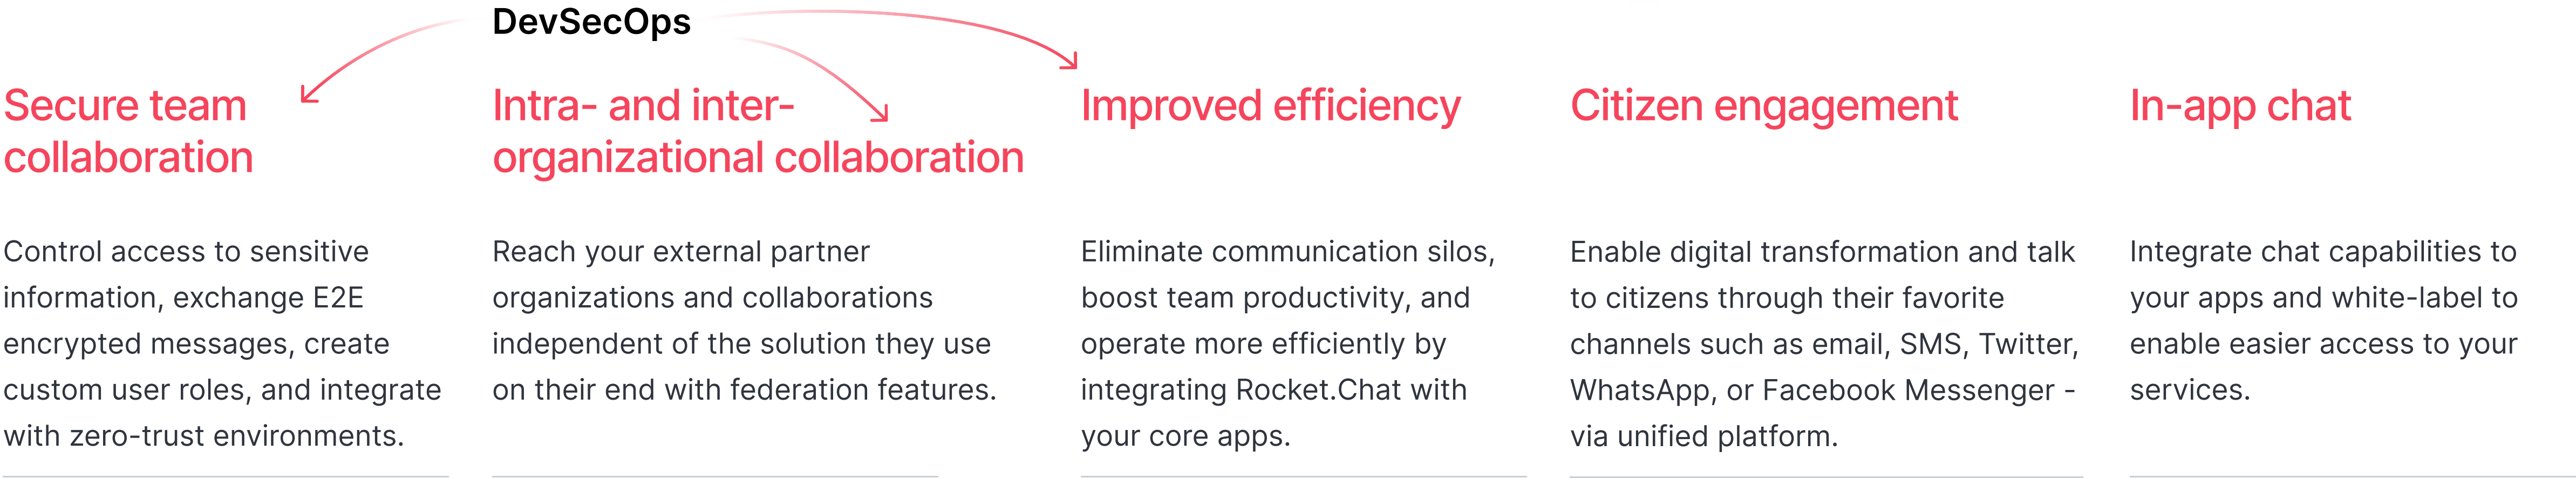 DevSecOps
Secure team
collaboration
Control access to sensitive
information, exchange E2E
encrypted messages, create
custom user roles, and integrate
with zero-trust environments.
Intra- and inter-
organizational collaboration
Reach your external partner
organizations and collaborations
independent of the solution they use
on their end with federation features.
Improved efficiency
Eliminate communication silos,
boost team productivity, and
operate more efficiently by
integrating Rocket.Chat with
your core apps.
Citizen engagement
Enable digital transformation and talk
to citizens through their favorite
channels such as email, SMS, Twitter,
WhatsApp, or Facebook Messenger -
via unified platform.
In-app chat
Integrate chat capabilities to
your apps and white-label to
enable easier access to your
services.